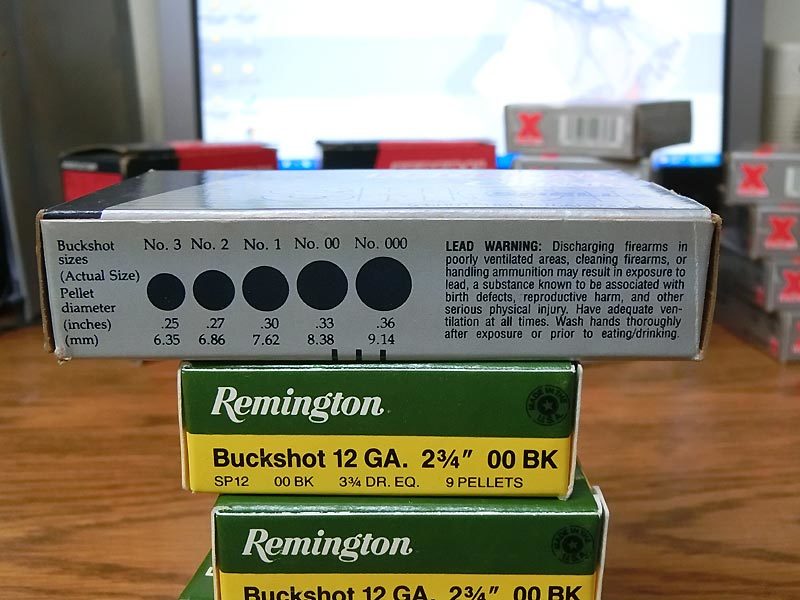 Buckshot sizes No. 3 No. 2 No. 1 No. 00 No. 000
(Actual Size)
Pellet
diameter
(inches) .25 .27 .30 .33 .36
(mm) 6.35 6.86 7.62 8.38 9.14
LEAD WARNING: Discharging firearms in
poorly ventilated areas, cleaning firearms, or
handling ammunition may result in exposure to
lead, a substance known to be associated with
birth defects, reproductive harm, and other
serious physical injury. Have adequate ven-
tilation at all times. Wash hands thoroughly
after exposure or prior to eating/drinking.
Remington
MADE IN THE U.S.A.
Buckshot 12 GA. 2¾" 00 BK
SP12 00 BK 3¾ DR. EQ. 9 PELLETS
Remington
Buckshot 12 GA. 2¾" 00 BK
X
X
X
X
X